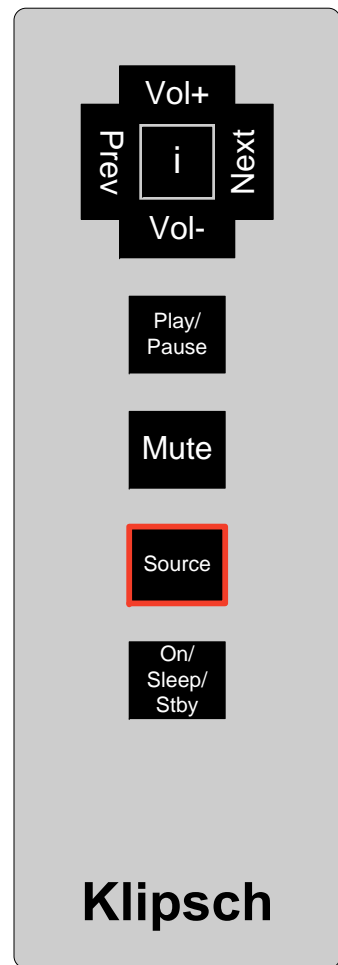 Vol+
Prev
i
Next
Vol-
Play/
Pause
Mute
Source
On/
Sleep/
Stby
Klipsch